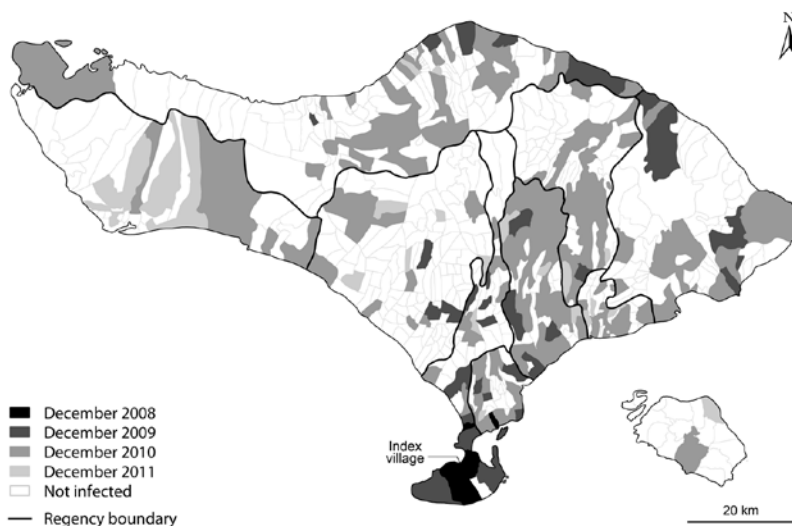 N
December 2008
December 2009
December 2010
December 2011
Not infected
Regency boundary
Index
village
20 km